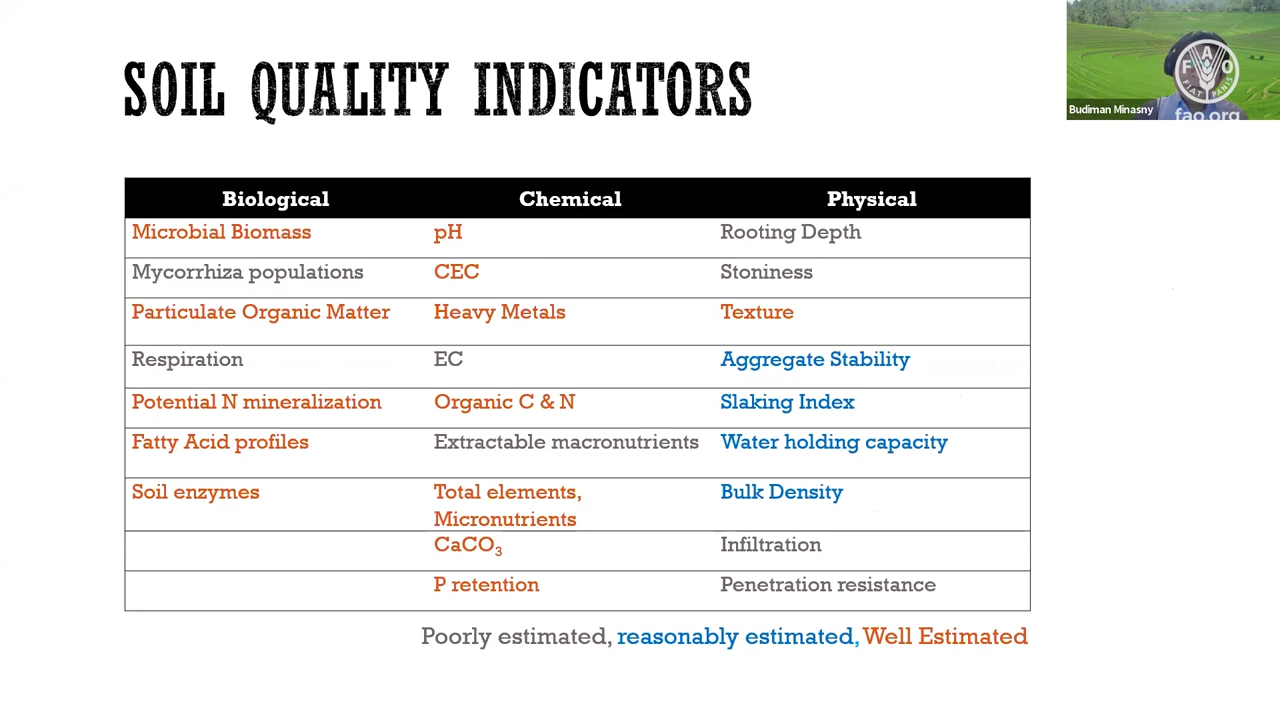 SOIL QUALITY INDICATORS
Budiman Minasny
FAO
FIAT PANIS
fao.org
Biological Chemical Physical
Microbial Biomass pH Rooting Depth
Mycorrhiza populations CEC Stoniness
Particulate Organic Matter Heavy Metals Texture
Respiration EC Aggregate Stability
Potential N mineralization Organic C & N Slaking Index
Fatty Acid profiles Extractable macronutrients Water holding capacity
Soil enzymes Total elements, Bulk Density
Micronutrients
CaCO₃ Infiltration
P retention Penetration resistance
Poorly estimated, reasonably estimated, Well Estimated